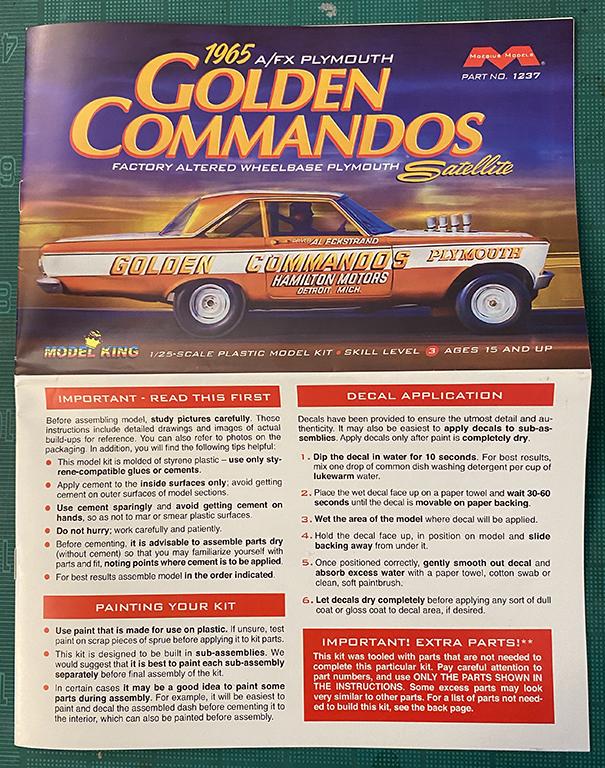 1965 A/FX PLYMOUTH
GOLDEN
COMMANDOS
FACTORY ALTERED WHEELBASE PLYMOUTH Satellite
MOEBIUS MODELS
PART NO. 1237
DRIVER AL ECKSTRAND
GOLDEN COMMANDOS PLYMOUTH
HAMILTON MOTORS
DETROIT, MICH.
MODEL KING
1/25-SCALE PLASTIC MODEL KIT • SKILL LEVEL 3 AGES 15 AND UP
IMPORTANT - READ THIS FIRST
Before assembling model, study pictures carefully. These
instructions include detailed drawings and images of actual
build-ups for reference. You can also refer to photos on the
packaging. In addition, you will find the following tips helpful:
• This model kit is molded of styrene plastic – use only sty-
rene-compatible glues or cements.
• Apply cement to the inside surfaces only; avoid getting
cement on outer surfaces of model sections.
• Use cement sparingly and avoid getting cement on
hands, so as not to mar or smear plastic surfaces.
• Do not hurry; work carefully and patiently.
• Before cementing, it is advisable to assemble parts dry
(without cement) so that you may familiarize yourself with
parts and fit, noting points where cement is to be applied.
• For best results assemble model in the order indicated.
PAINTING YOUR KIT
• Use paint that is made for use on plastic. If unsure, test
paint on scrap pieces of sprue before applying it to kit parts.
• This kit is designed to be built in sub-assemblies. We
would suggest that it is best to paint each sub-assembly
separately before final assembly of the kit.
• In certain cases it may be a good idea to paint some
parts during assembly. For example, it will be easiest to
paint and decal the assembled dash before cementing it to
the interior, which can also be painted before assembly.
DECAL APPLICATION
Decals have been provided to ensure the utmost detail and au-
thenticity. It may also be easiest to apply decals to sub-as-
semblies. Apply decals only after paint is completely dry.
1. Dip the decal in water for 10 seconds. For best results,
mix one drop of common dish washing detergent per cup of
lukewarm water.
2. Place the wet decal face up on a paper towel and wait 30-60
seconds until the decal is movable on paper backing.
3. Wet the area of the model where decal will be applied.
4. Hold the decal face up, in position on model and slide
backing away from under it.
5. Once positioned correctly, gently smooth out decal and
absorb excess water with a paper towel, cotton swab or
clean, soft paintbrush.
6. Let decals dry completely before applying any sort of dull
coat or gloss coat to decal area, if desired.
IMPORTANT! EXTRA PARTS!**
This kit was tooled with parts that are not needed to
complete this particular kit. Pay careful attention to
part numbers, and use ONLY THE PARTS SHOWN IN
THE INSTRUCTIONS. Some excess parts may look
very similar to other parts. For a list of parts not need-
ed to build this kit, see the back page.